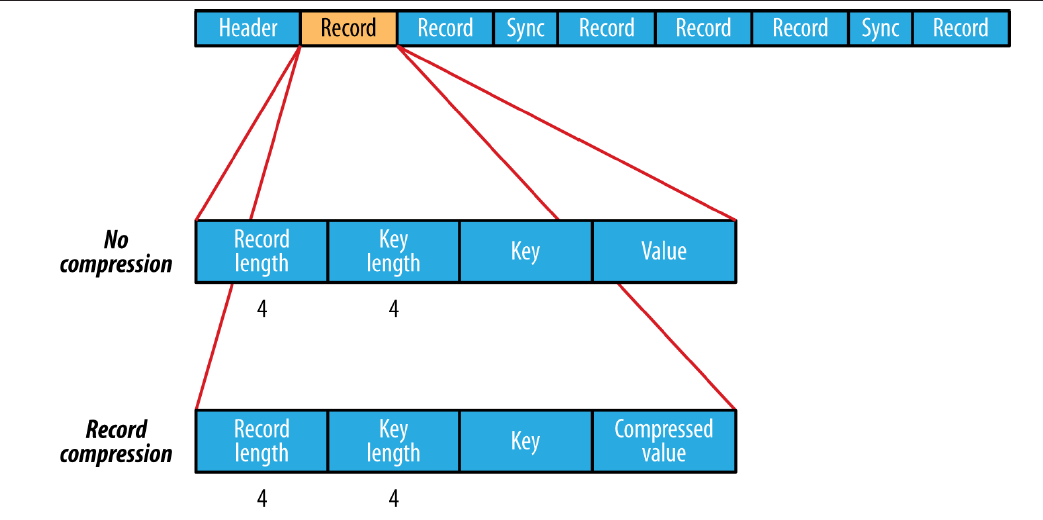 Header Record Record Sync Record Record Record Sync Record
No
compression
Record
length
Key
length
Key
Value
4 4
Record
compression
Record
length
Key
length
Key
Compressed
value
4 4